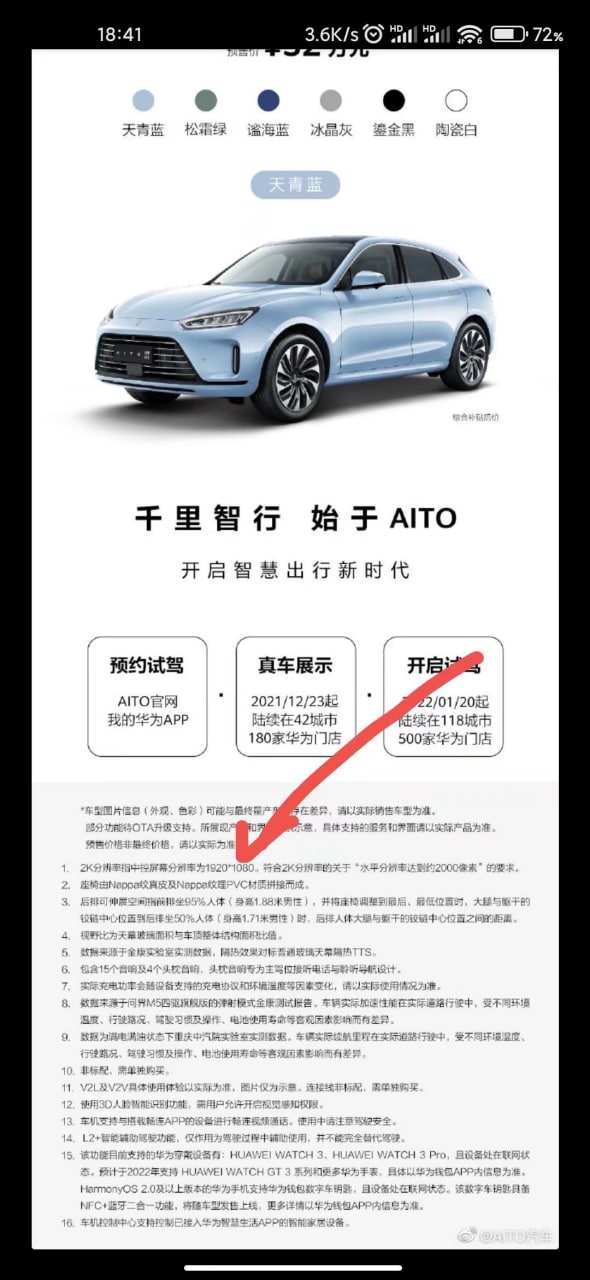 18:41
3.6K/s HD HD 6 72%
预售价 ¥32 万元
天青蓝 松霜绿 谧海蓝 冰晶灰 鎏金黑 陶瓷白
天青蓝
AITO
综合补贴后价
千里智行 始于AITO
开启智慧出行新时代
预约试驾 · 真车展示 · 开启试驾
AITO官网 2021/12/23起 2022/01/20起
我的华为APP 陆续在42城市 陆续在118城市
180家华为门店 500家华为门店
*车型图片信息（外观、色彩）可能与最终量产车存在差异，请以实际销售车型为准。
部分功能待OTA升级支持。所展现产 和界 示意，具体支持的服务和界面请以实际产品为准。
预售价格非最终价格，请以实际为准
1. 2K分辨率指中控屏幕分辨率为1920*1080。符合2K分辨率的关于“水平分辨率达到约2000像素”的要求。
2. 座椅由Nappa纹真皮及Nappa纹理PVC材质拼接而成。
3. 后排可伸展空间指前排坐95%人体（身高1.88米男性），并将座椅调整到最后、最低位置时，大腿与躯干的
铰链中心位置到后排坐50%人体（身高1.71米男性）时，后排人体大腿与躯干的铰链中心位置之间的距离。
4. 视野比为天幕玻璃面积与车顶整体结构面积比值。
5. 数据来源于金康实验室实测数据，隔热效果对标普通玻璃天幕隔热TTS。
6. 包含15个音响及4个头枕音响，头枕音响专为主驾位接听电话与聆听导航设计。
7. 实际充电功率会随设备支持的充电协议和环境温度等因素变化，请以实际使用情况为准。
8. 数据来源于问界M5四驱旗舰版的弹射模式金康测试报告。车辆实际加速性能在实际道路行驶中，受不同环境
温度、行驶路况、驾驶习惯及操作、电池使用寿命等客观因素影响而有差异。
9. 数据为满电满油状态下重庆中汽院实验室实测数据。车辆实际续航里程在实际道路行驶中，受不同环境温度、
行驶路况、驾驶习惯及操作、电池使用寿命等客观因素影响而有差异。
10. 非标配，需单独购买。
11. V2L及V2V具体使用体验以实际为准，图片仅为示意。连接线非标配，需单独购买。
12. 使用3D人脸智能识别功能，需用户允许开启视觉感知权限。
13. 车机支持与搭载畅连APP的设备进行畅连视频通话。使用中请注意驾驶安全。
14. L2+智能辅助驾驶功能，仅作用为驾驶过程中辅助使用，并不能完全替代驾驶。
15. 该功能目前支持的华为穿戴设备有：HUAWEI WATCH 3、HUAWEI WATCH 3 Pro，且设备处在联网状
态。预计于2022年支持 HUAWEI WATCH GT 3 系列和更多华为手表，具体以华为钱包APP内信息为准。
HarmonyOS 2.0及以上版本的华为手机支持华为钱包数字车钥匙，且设备处在联网状态。该数字车钥匙具备
NFC+蓝牙二合一功能，将随车型发售上线，更多详情以华为钱包APP内信息为准。
16. 车机控制中心支持控制已接入华为智慧生活APP的智能家居设备。
@AITO汽车